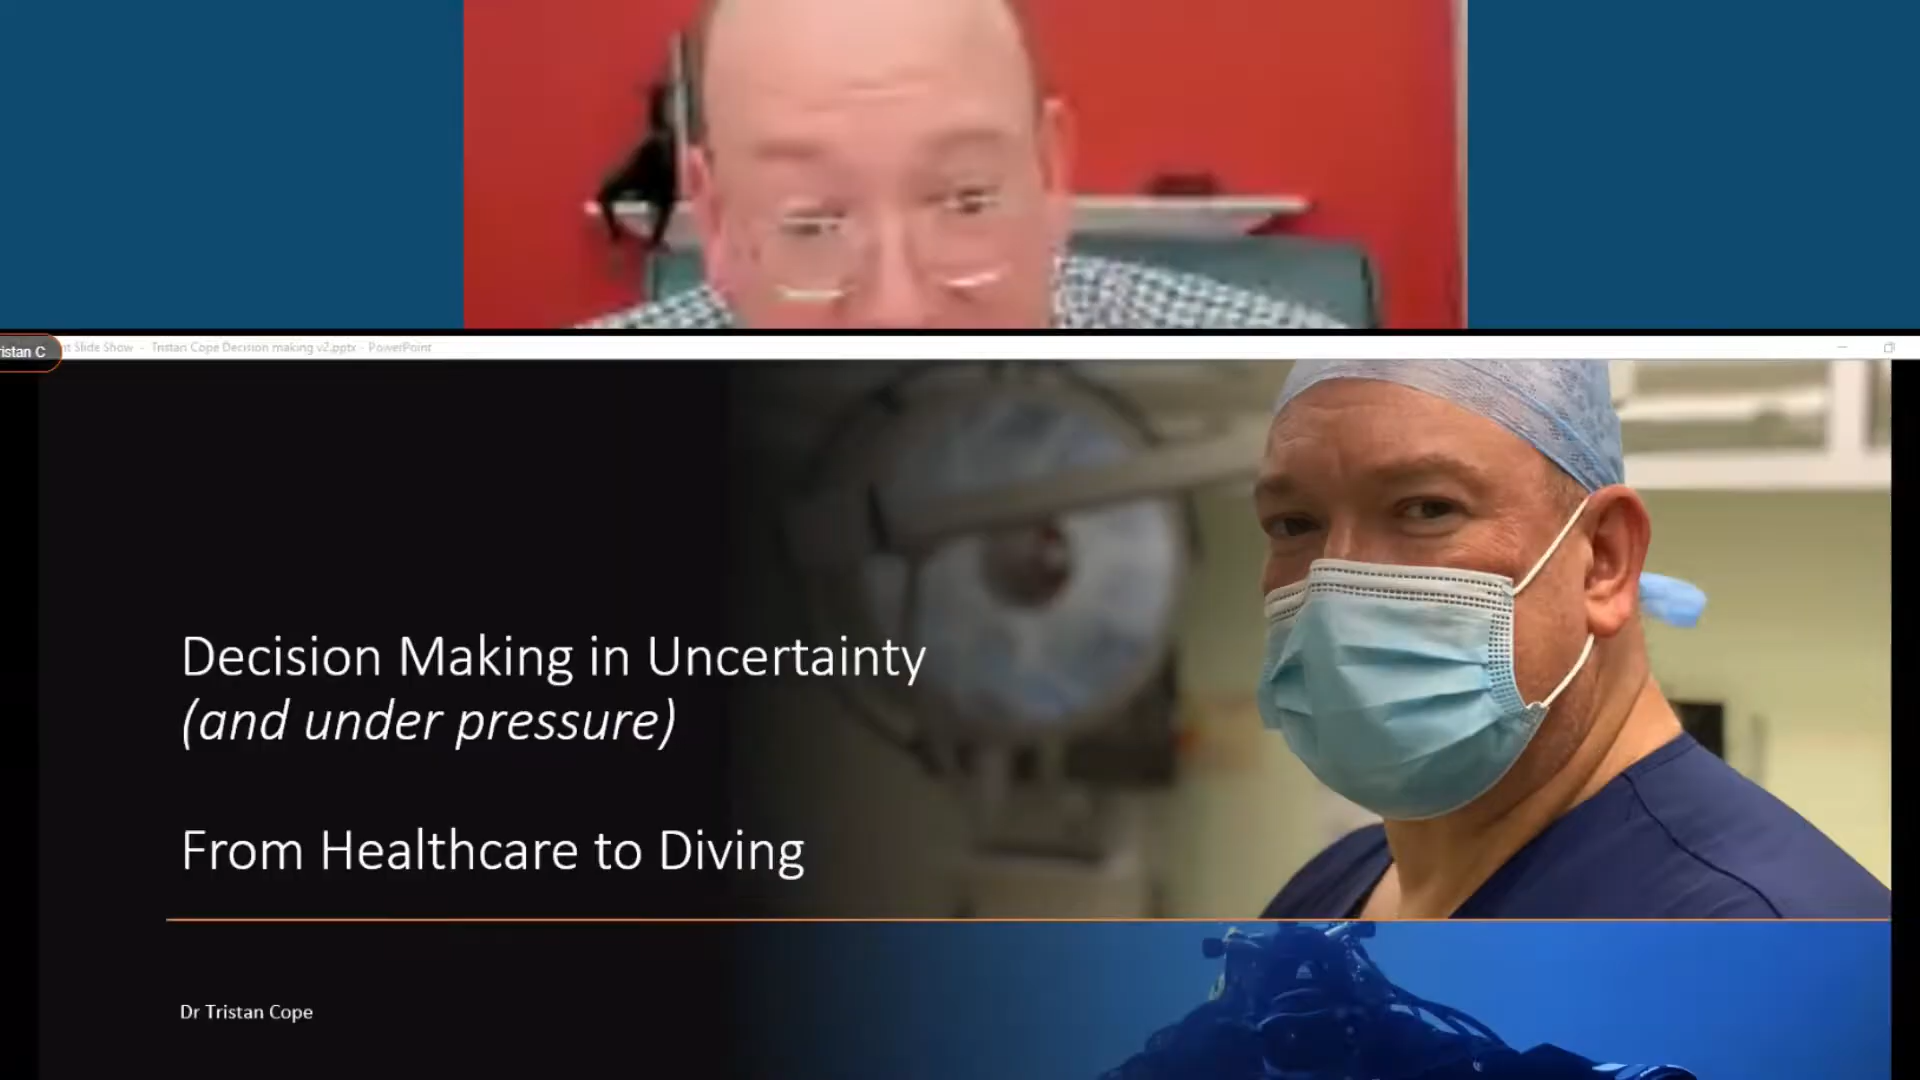 ristan C
t Slide Show - Tristan Cope Decision making v2.pptx - PowerPoint
Decision Making in Uncertainty
(and under pressure)
From Healthcare to Diving
Dr Tristan Cope